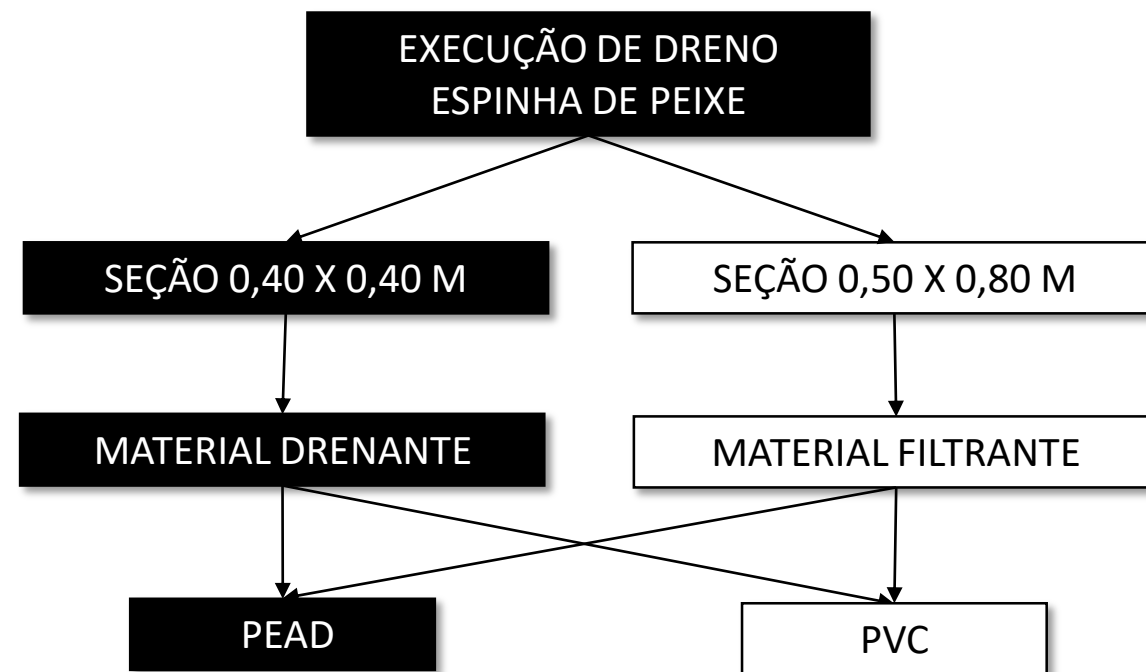 EXECUÇÃO DE DRENO
ESPINHA DE PEIXE
SEÇÃO 0,40 X 0,40 M
SEÇÃO 0,50 X 0,80 M
MATERIAL DRENANTE
MATERIAL FILTRANTE
PEAD
PVC